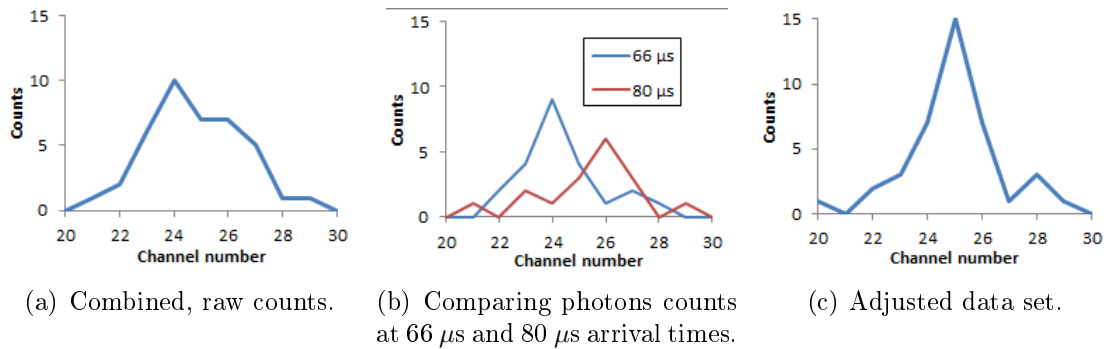 15
10
5
0
Counts
20 22 24 26 28 30
Channel number
(a) Combined, raw counts.
15
10
5
0
Counts
66 µs
80 µs
20 22 24 26 28 30
Channel number
(b) Comparing photons counts
at 66 µs and 80 µs arrival times.
15
10
5
0
Counts
20 22 24 26 28 30
Channel number
(c) Adjusted data set.